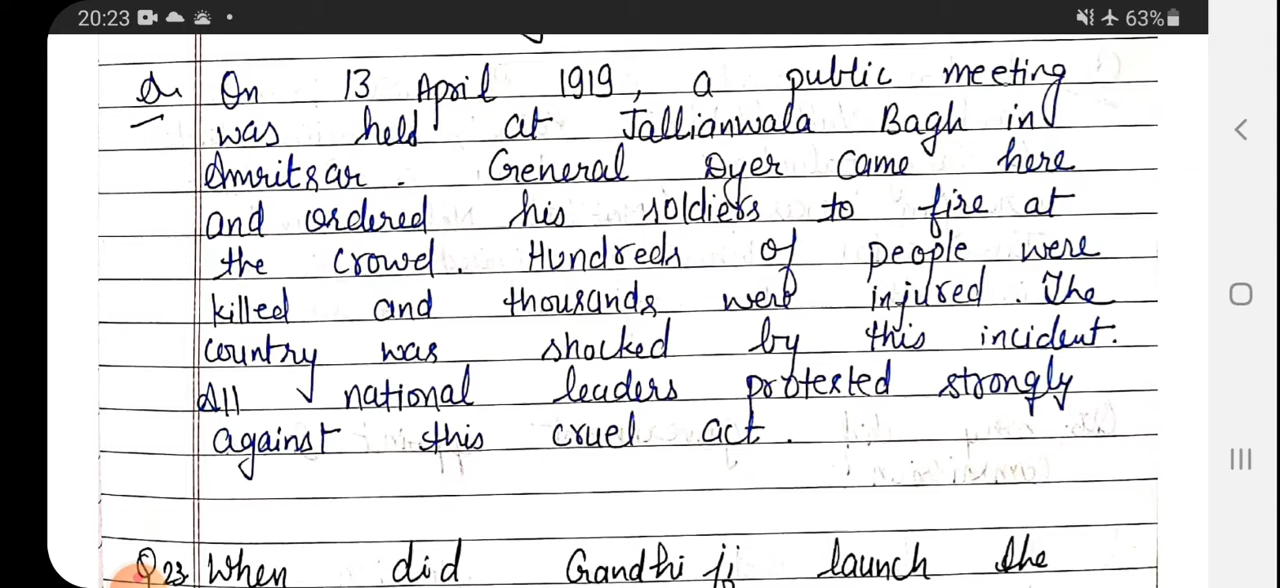 20:23
63%
A. On 13 April 1919, a public meeting
was held at Jallianwala Bagh in
Amritsar. General Dyer came here
and ordered his soldiers to fire at
the crowd. Hundreds of people were
killed and thousands were injured. The
country was shocked by this incident.
All national leaders protested strongly
against this cruel act.
Q 23 When did Gandhi ji launch the